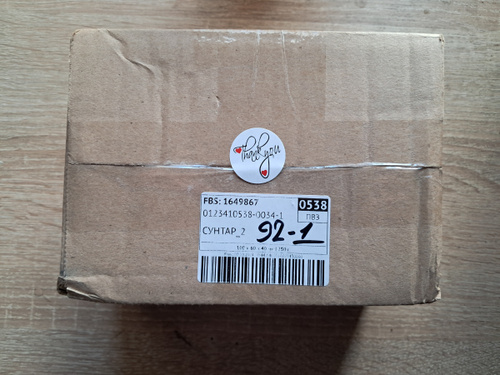 Thank you
FBS: 1649867
0538
0123410538-0034-1
ПВЗ
СУНТАР_2
92-1